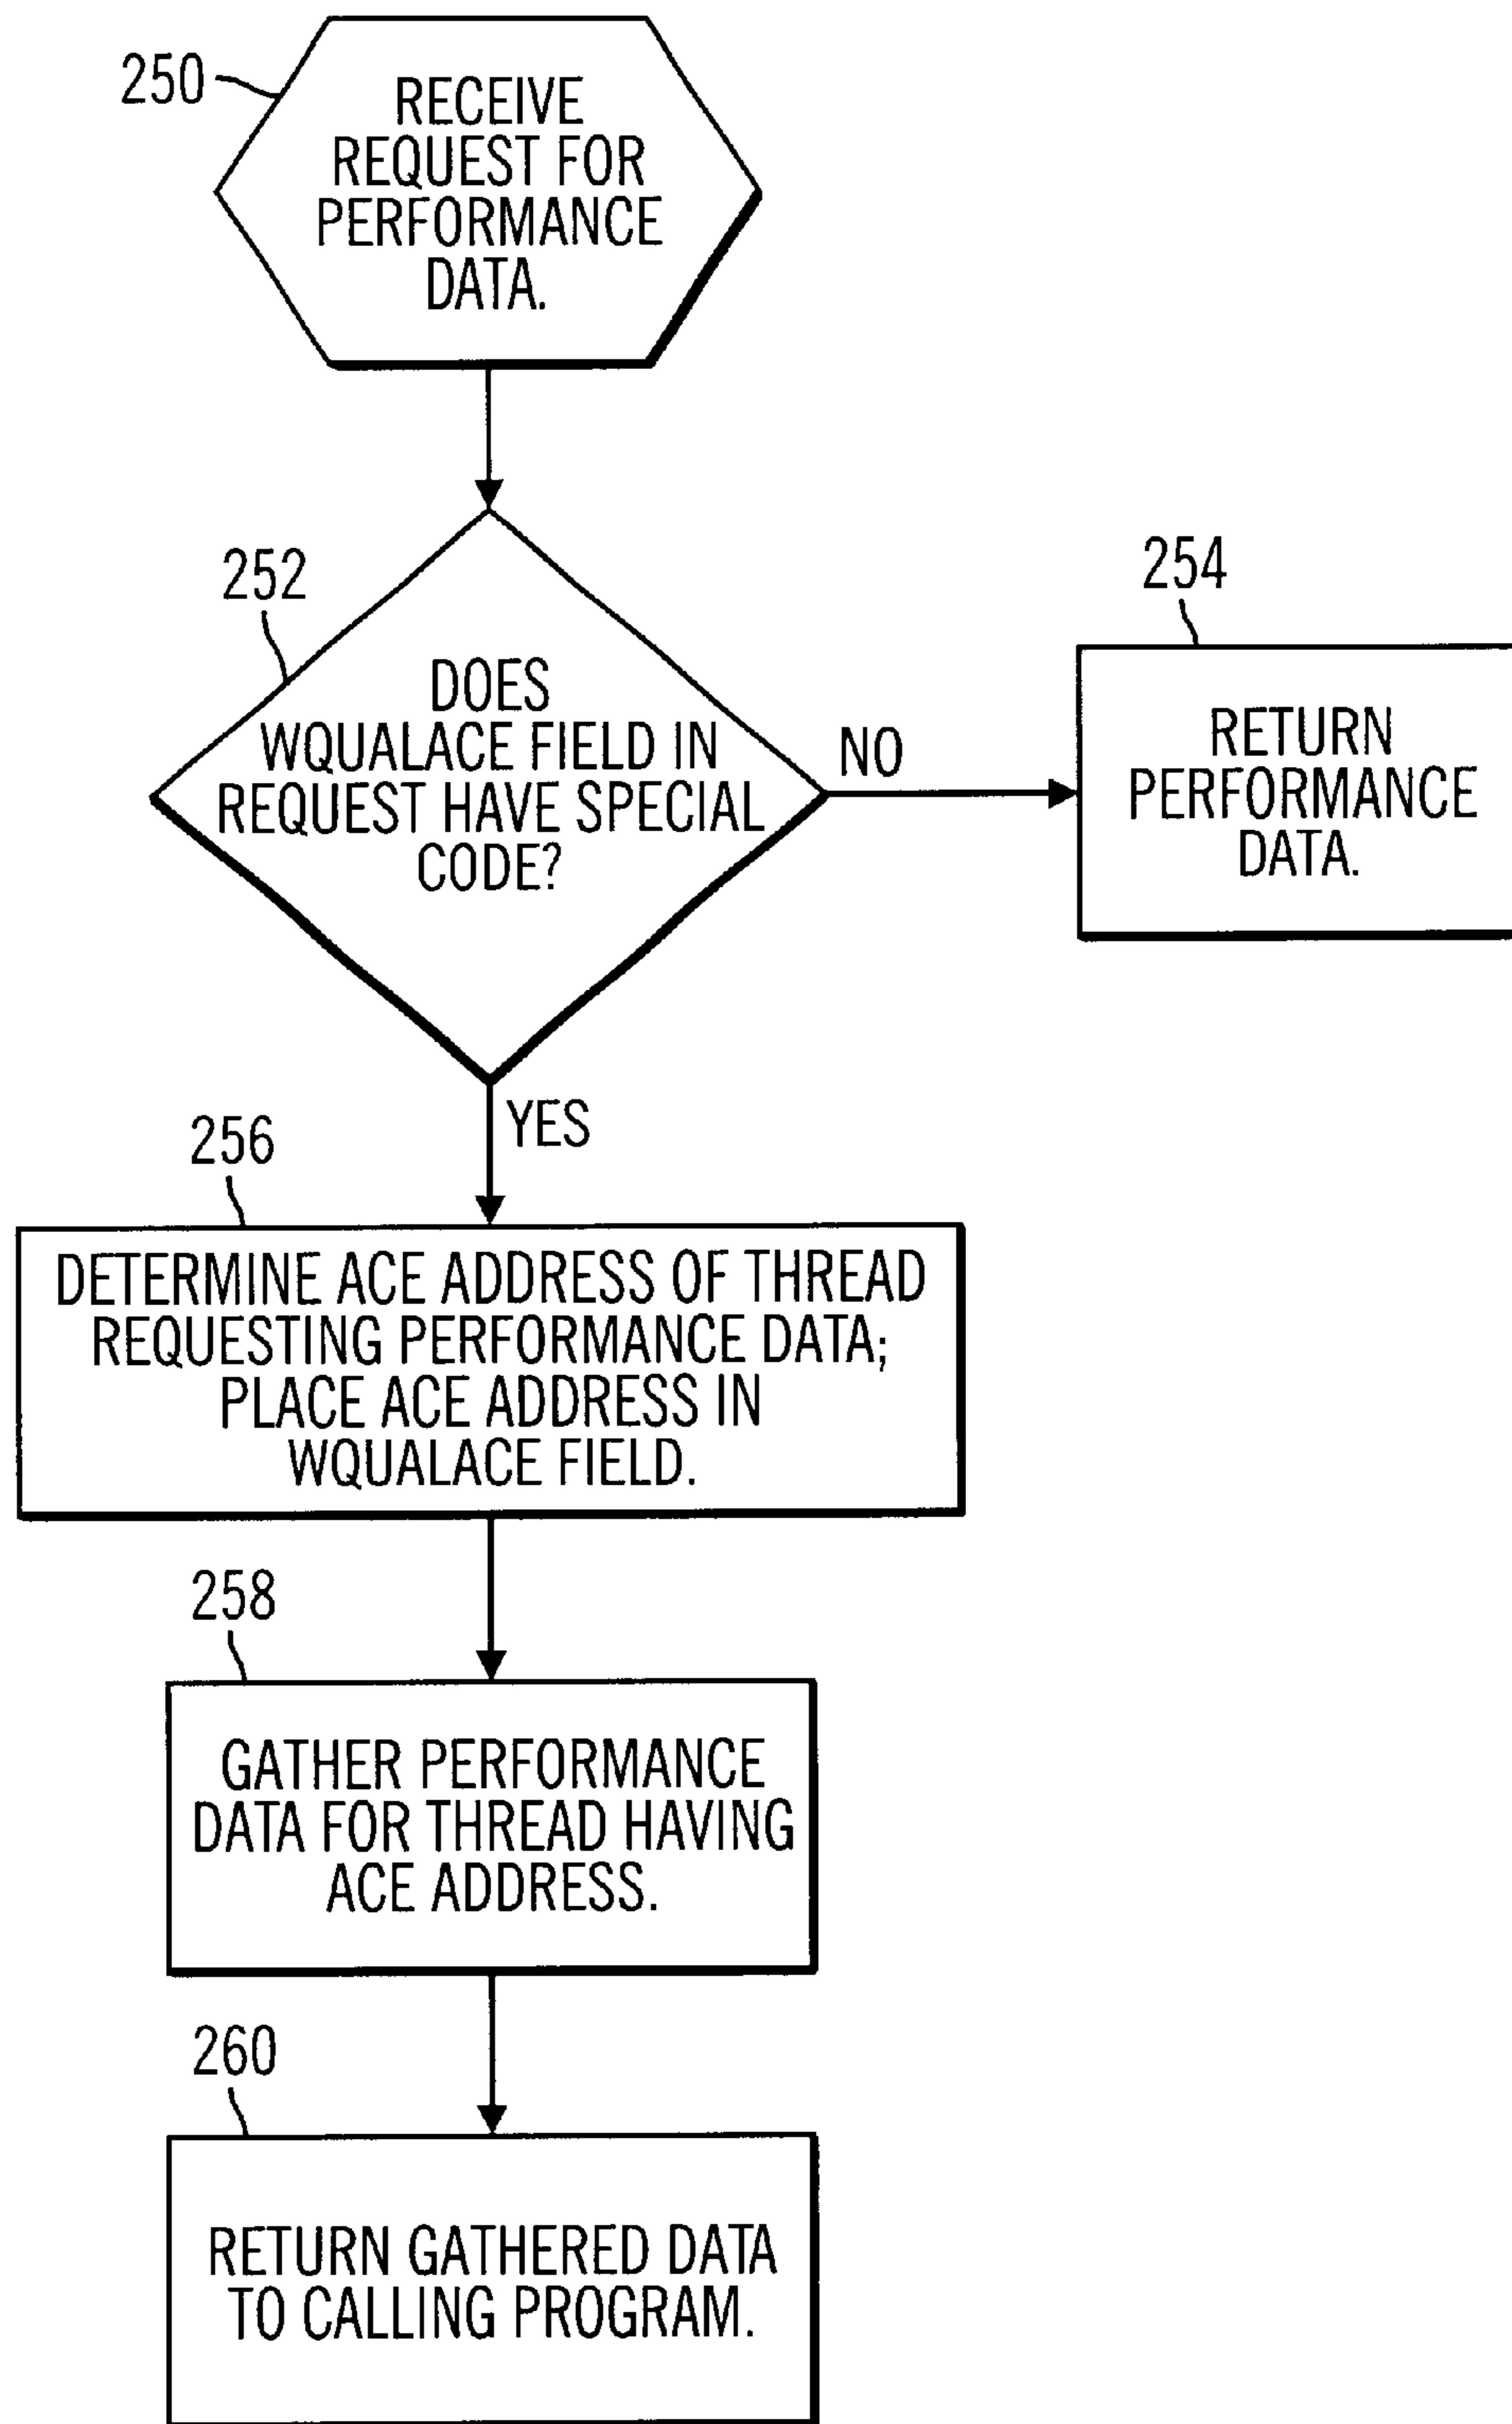 250
RECEIVE
REQUEST FOR
PERFORMANCE
DATA.
252
DOES
WQUALACE FIELD IN
REQUEST HAVE SPECIAL
CODE?
NO
254
RETURN
PERFORMANCE
DATA.
YES
256
DETERMINE ACE ADDRESS OF THREAD
REQUESTING PERFORMANCE DATA;
PLACE ACE ADDRESS IN
WQUALACE FIELD.
258
GATHER PERFORMANCE
DATA FOR THREAD HAVING
ACE ADDRESS.
260
RETURN GATHERED DATA
TO CALLING PROGRAM.